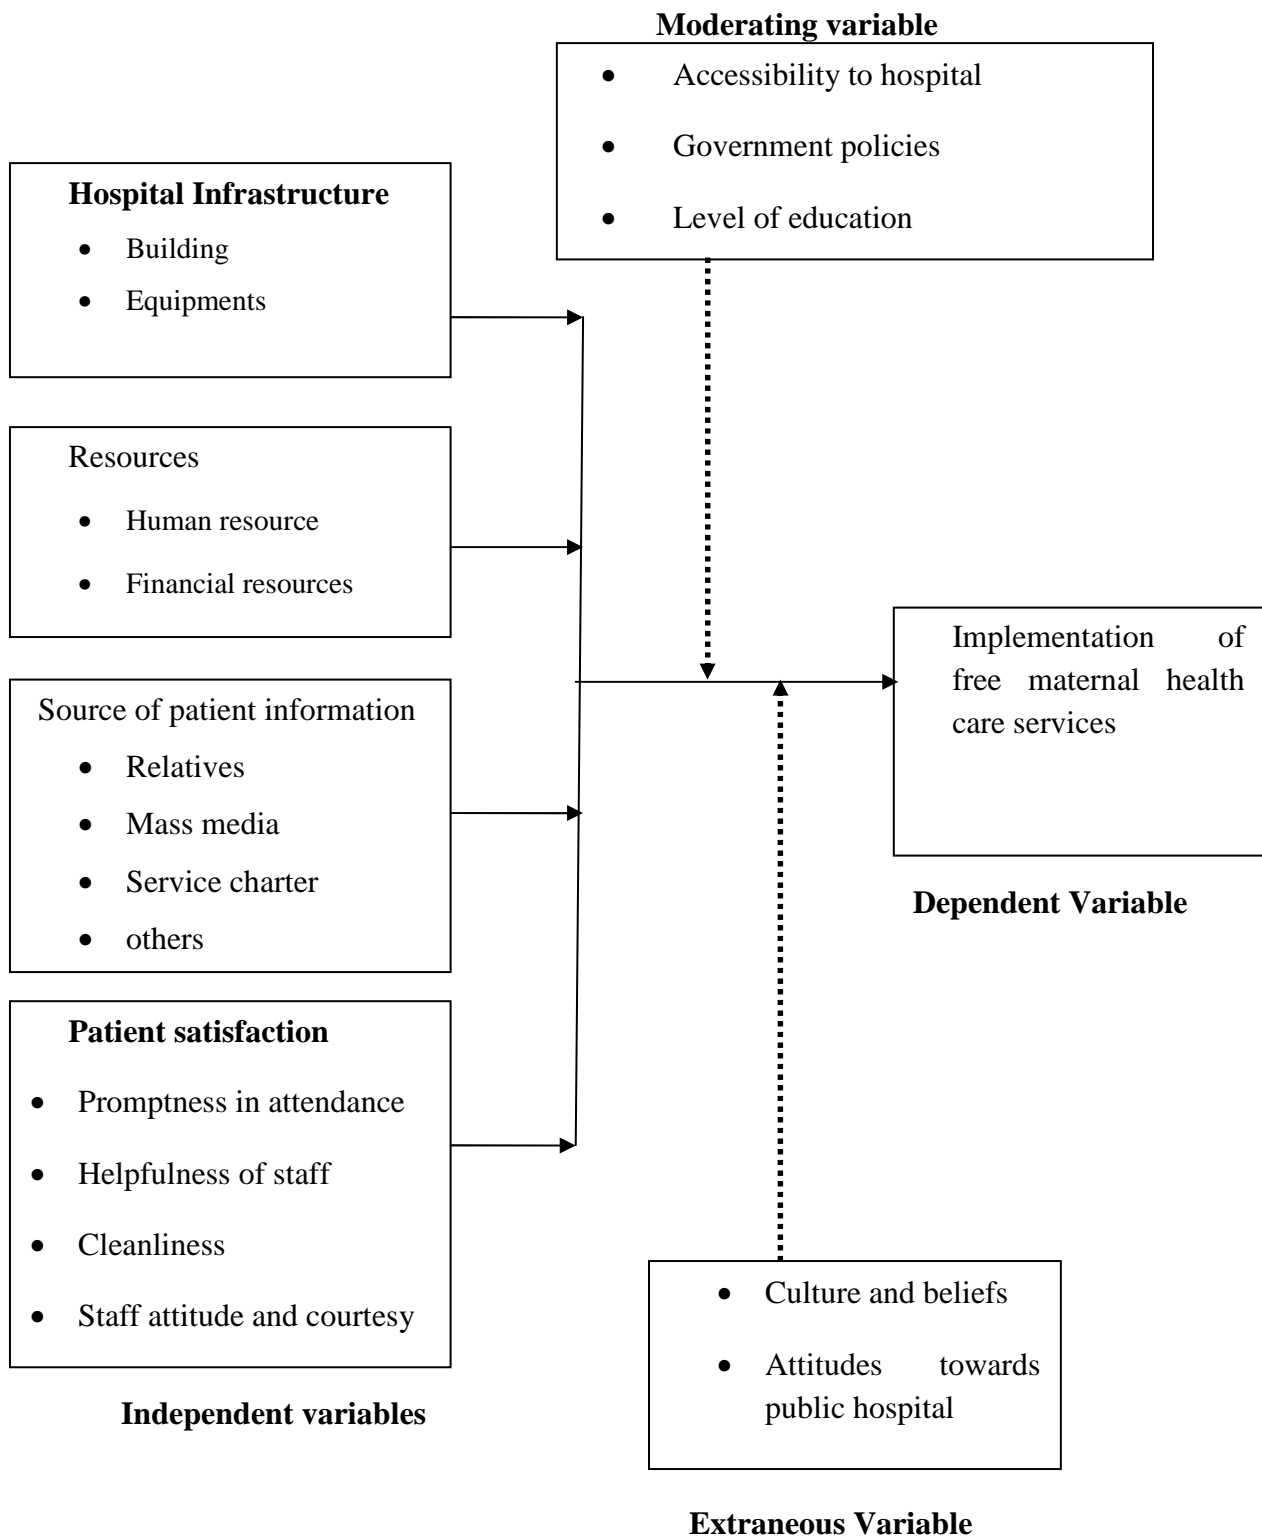 Moderating variable
• Accessibility to hospital
• Government policies
• Level of education
Hospital Infrastructure
• Building
• Equipments
Resources
• Human resource
• Financial resources
Source of patient information
• Relatives
• Mass media
• Service charter
• others
Patient satisfaction
• Promptness in attendance
• Helpfulness of staff
• Cleanliness
• Staff attitude and courtesy
Independent variables
Implementation of
free maternal health
care services
Dependent Variable
• Culture and beliefs
• Attitudes towards
public hospital
Extraneous Variable